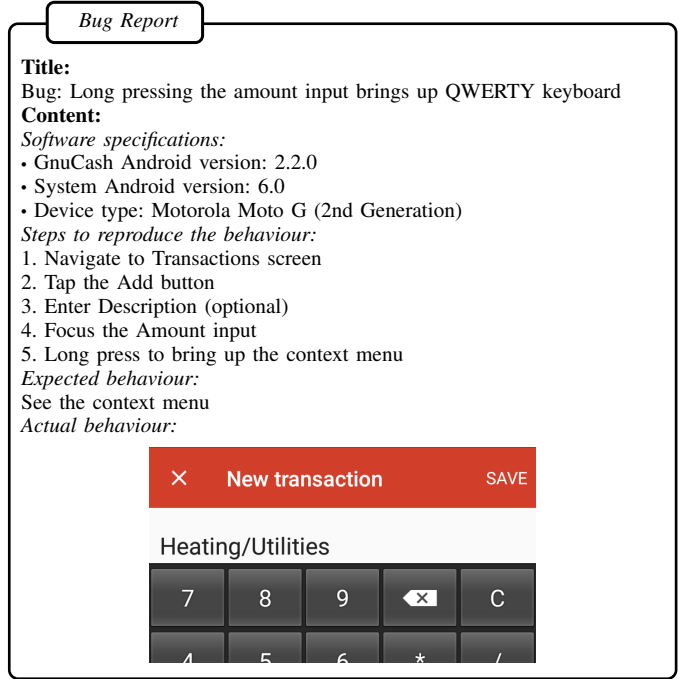 Bug Report
Title:
Bug: Long pressing the amount input brings up QWERTY keyboard
Content:
Software specifications:
• GnuCash Android version: 2.2.0
• System Android version: 6.0
• Device type: Motorola Moto G (2nd Generation)
Steps to reproduce the behaviour:
1. Navigate to Transactions screen
2. Tap the Add button
3. Enter Description (optional)
4. Focus the Amount input
5. Long press to bring up the context menu
Expected behaviour:
See the context menu
Actual behaviour:
× New transaction SAVE
Heating/Utilities
7 8 9 C
4 5 6 * /